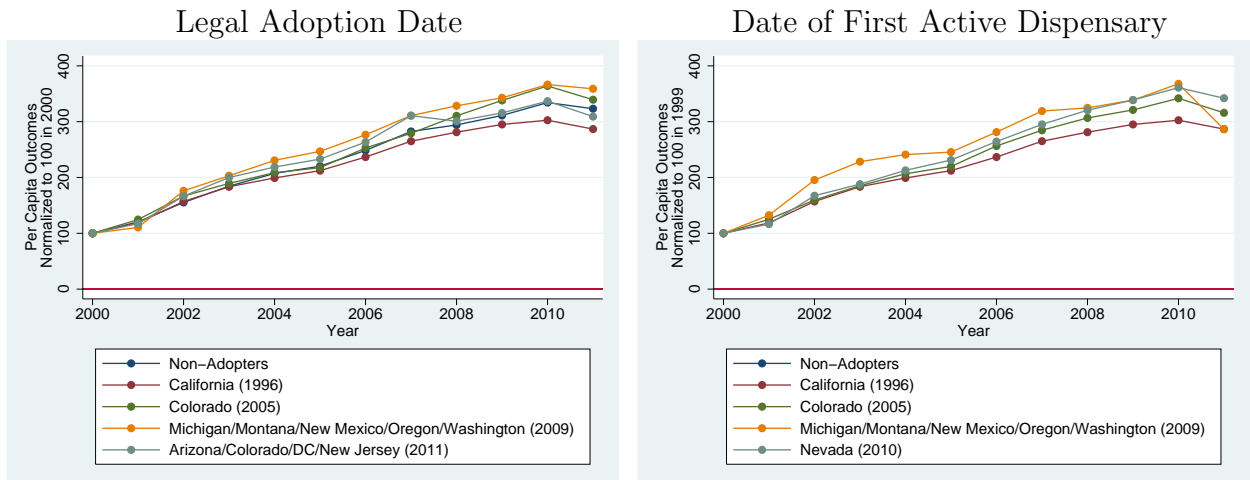 Legal Adoption Date
Per Capita Outcomes
Normalized to 100 in 2000
400
300
200
100
0
2000 2002 2004 2006 2008 2010
Year
Non−Adopters
California (1996)
Colorado (2005)
Michigan/Montana/New Mexico/Oregon/Washington (2009)
Arizona/Colorado/DC/New Jersey (2011)
Date of First Active Dispensary
Per Capita Outcomes
Normalized to 100 in 1999
400
300
200
100
0
2000 2002 2004 2006 2008 2010
Year
Non−Adopters
California (1996)
Colorado (2005)
Michigan/Montana/New Mexico/Oregon/Washington (2009)
Nevada (2010)